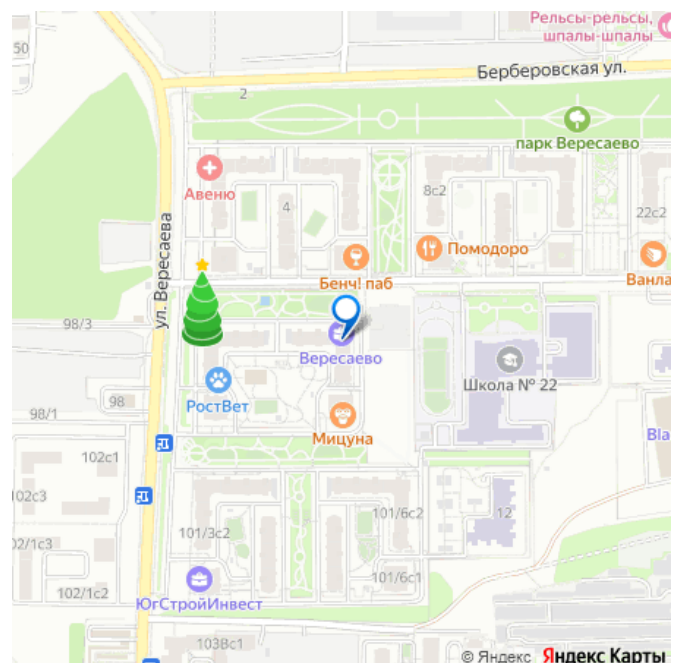 Рельсы-рельсы,
шпалы-шпалы
50
Берберовская ул.
2
парк Вересаево
Авеню
8с2
4
22с2
ул. Вересаева
Помодоро
Бенч! паб
Ванла
98/3
Вересаево
Школа № 22
РостВет
98
98/1
Мицуна
Bla
102с1
102с3
101/3с2
101/6с2
12
02/1с3
102/1с2
101/6с1
ЮгСтройИнвест
103Вс1
© Яндекс Яндекс Карты